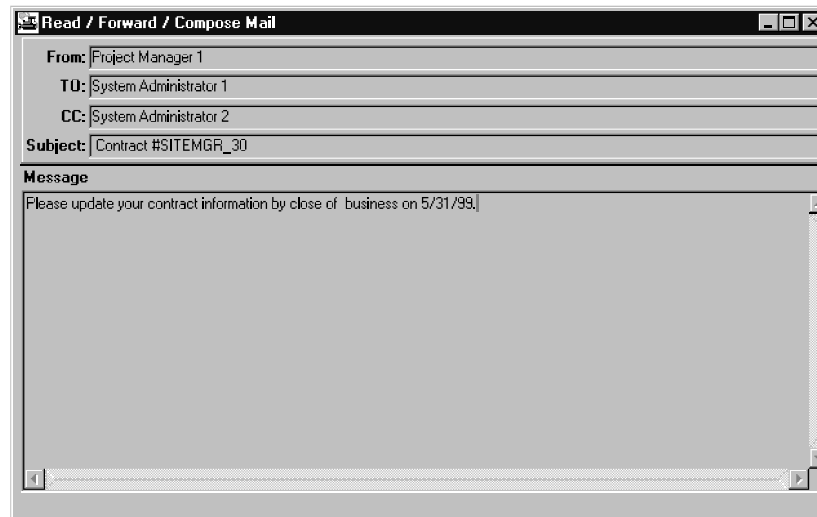 Read / Forward / Compose Mail
From: Project Manager 1
TO: System Administrator 1
CC: System Administrator 2
Subject: Contract #SITEMGR_30
Message
Please update your contract information by close of business on 5/31/99.